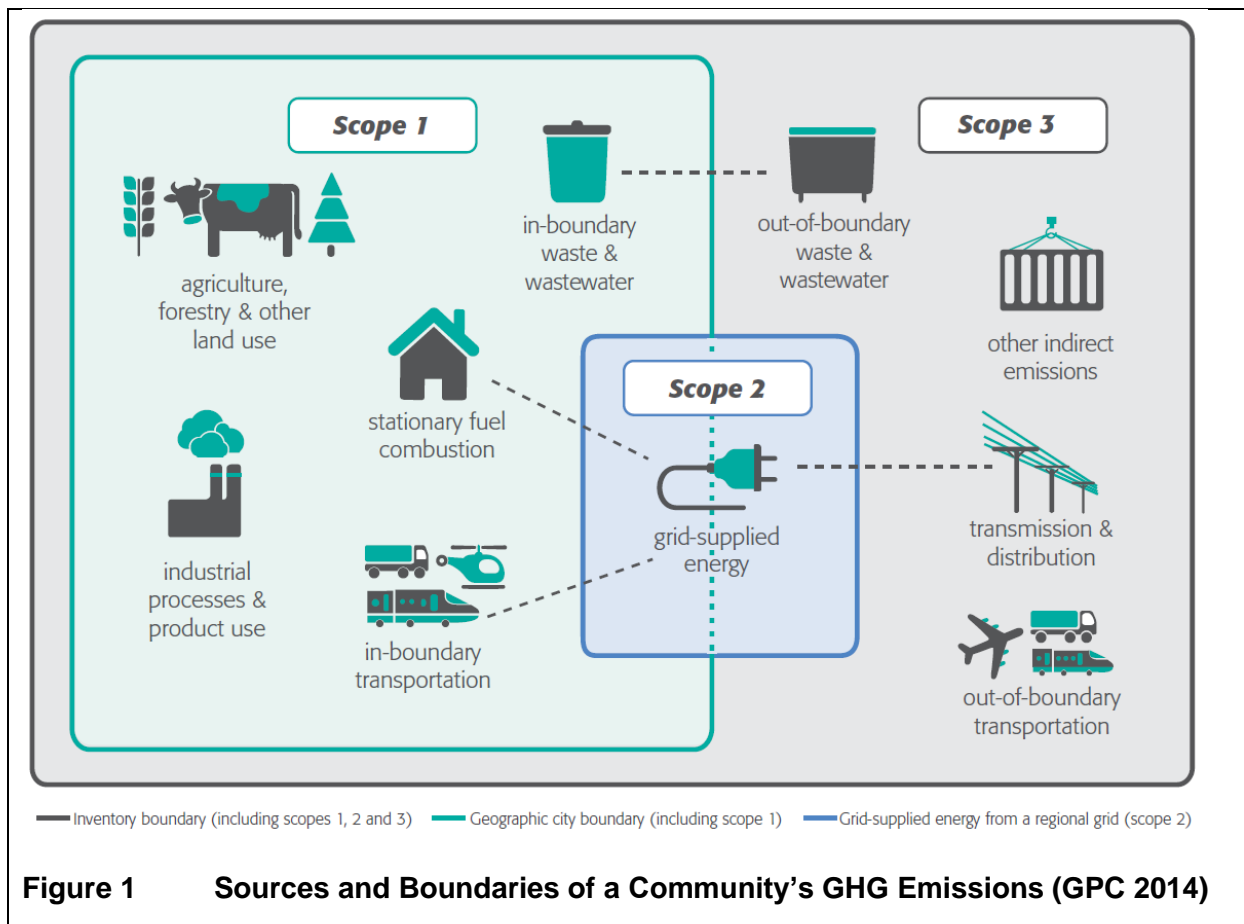 Scope 1
Scope 3
in-boundary
waste &
wastewater
out-of-boundary
waste &
wastewater
agriculture,
forestry & other
land use
other indirect
emissions
stationary fuel
combustion
Scope 2
grid-supplied
energy
transmission &
distribution
industrial
processes &
product use
in-boundary
transportation
out-of-boundary
transportation
Inventory boundary (including scopes 1, 2 and 3) Geographic city boundary (including scope 1) Grid-supplied energy from a regional grid (scope 2)
Figure 1 Sources and Boundaries of a Community’s GHG Emissions (GPC 2014)